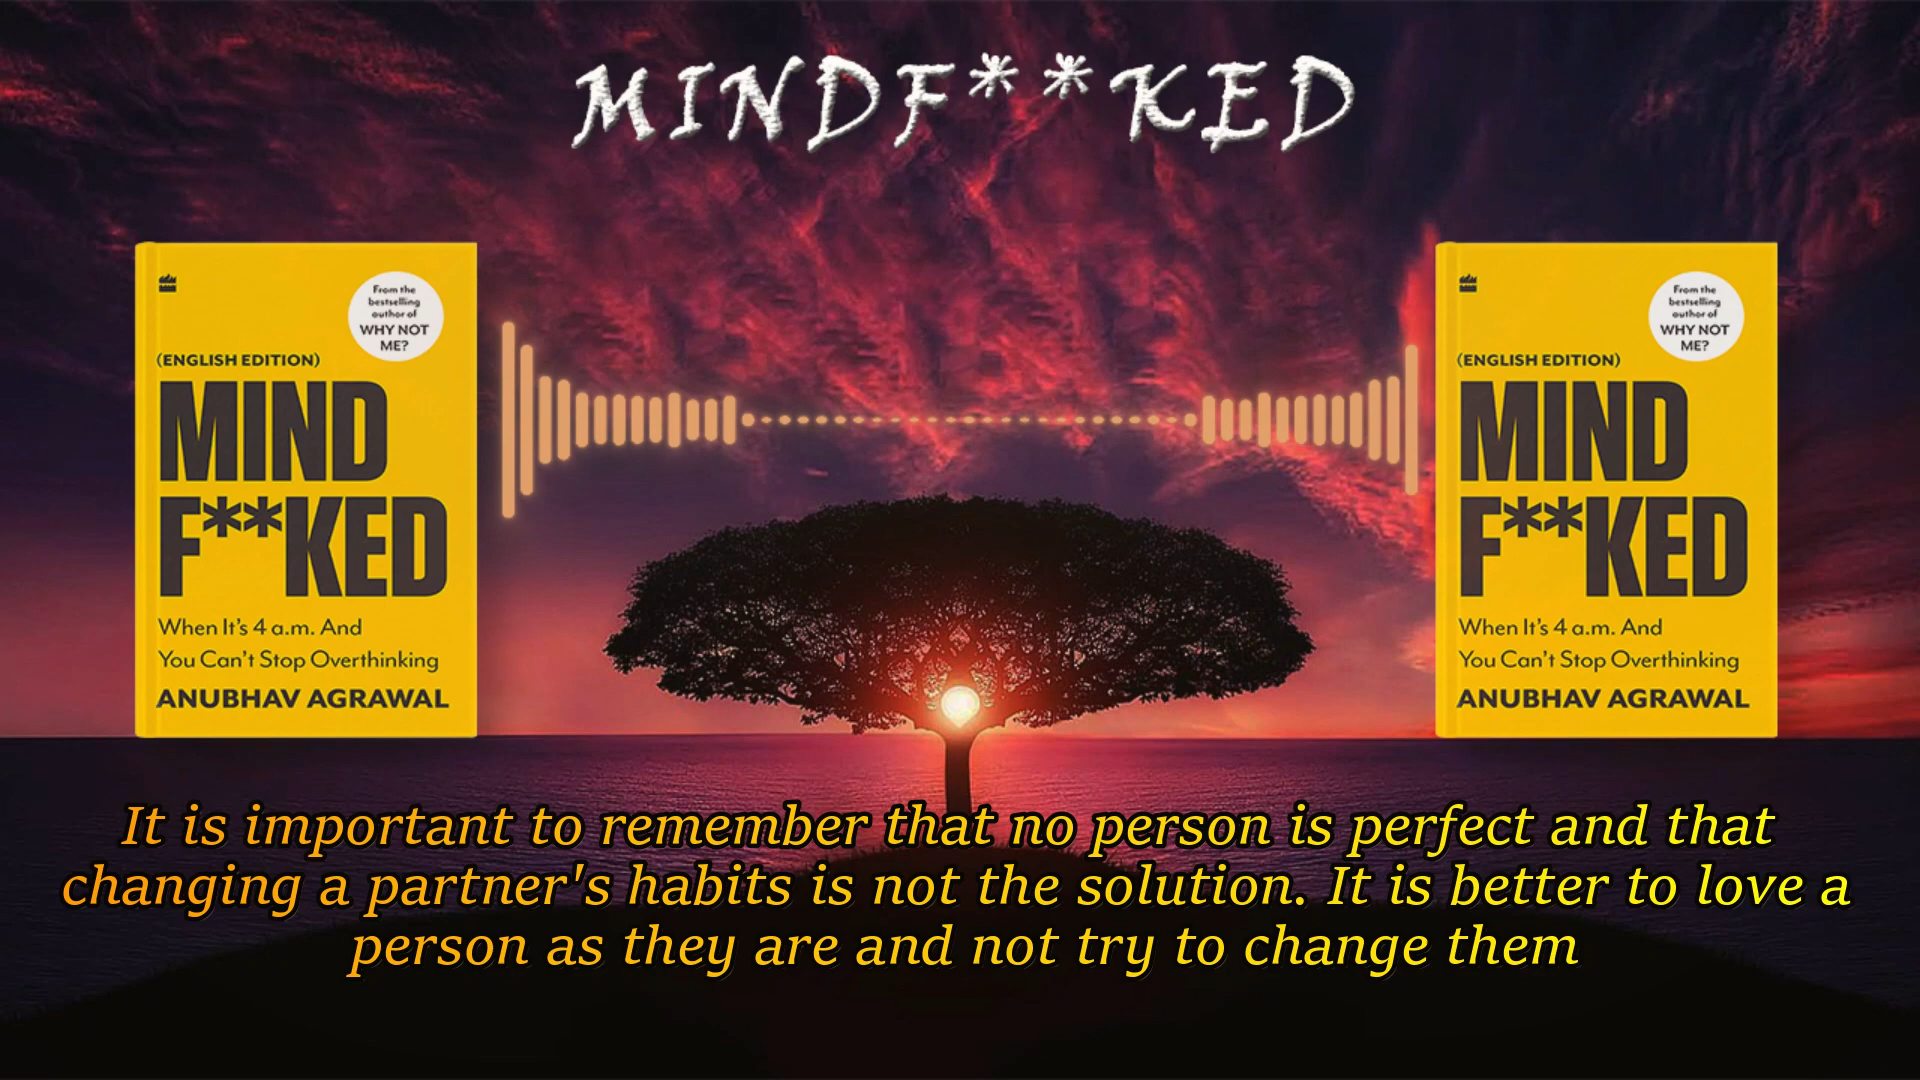 MINDF**KED
From the
bestselling
author of
WHY NOT
ME?
(ENGLISH EDITION)
MIND
F**KED
When It's 4 a.m. And
You Can't Stop Overthinking
ANUBHAV AGRAWAL
From the
bestselling
author of
WHY NOT
ME?
(ENGLISH EDITION)
MIND
F**KED
When It's 4 a.m. And
You Can't Stop Overthinking
ANUBHAV AGRAWAL
It is important to remember that no person is perfect and that
changing a partner's habits is not the solution. It is better to love a
person as they are and not try to change them